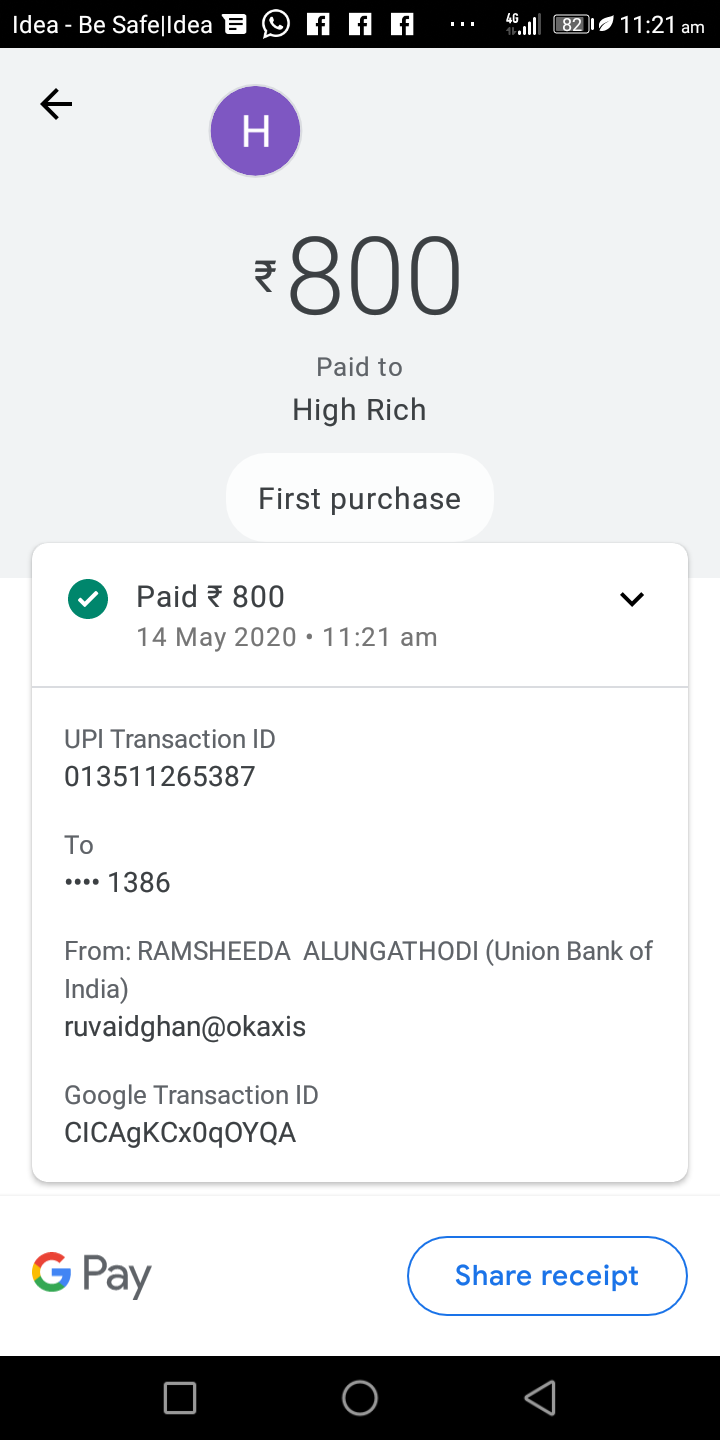 Idea - Be Safe|Idea ... 4G 82 11:21 am
H
₹800
Paid to
High Rich
First purchase
Paid ₹ 800
14 May 2020 • 11:21 am
UPI Transaction ID
013511265387
To
•••• 1386
From: RAMSHEEDA ALUNGATHODI (Union Bank of
India)
ruvaidghan@okaxis
Google Transaction ID
CICAgKCx0qOYQA
G Pay
Share receipt